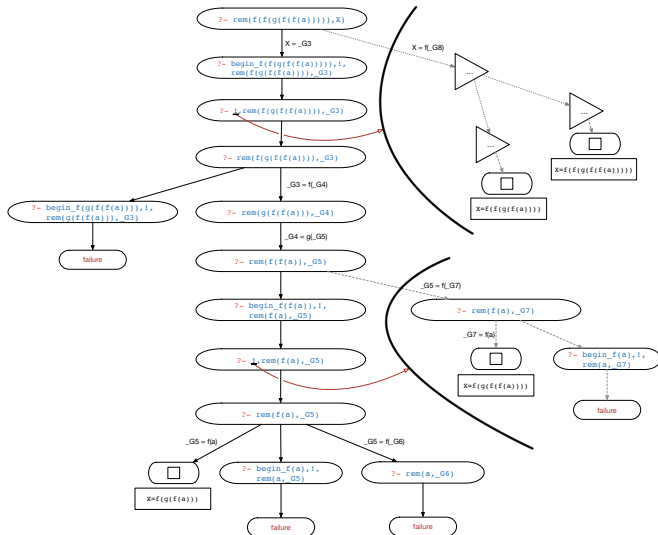 ?- rem(f(f(g(f(f(a))))),X)
X = _G3
X = f(_G8)
?- begin_f(f(g(f(f(a))))),!,
rem(f(g(f(f(a)))),_G3)
...
...
?- !,rem(f(g(f(f(a)))),_G3)
X=f(f(g(f(f(a)))))
?- rem(f(g(f(f(a)))),_G3)
X=f(f(g(f(a))))
_G3 = f(_G4)
?- begin_f(g(f(f(a)))),!,
rem(g(f(f(a))),_G3)
?- rem(g(f(f(a))),_G4)
_G4 = g(_G5)
failure
?- rem(f(f(a)),_G5)
_G5 = f(_G7)
?- begin_f(f(a)),!,
rem(f(a),_G5)
?- rem(f(a),_G7)
_G7 = f(a)
?- !,rem(f(a),_G5)
?- begin_f(a),!,
rem(a,_G7)
X=f(g(f(f(a))))
?- rem(f(a),_G5)
failure
_G5 = f(a)
_G5 = f(_G6)
?- begin_f(a),!,
rem(a,_G5)
?- rem(a,_G6)
X=f(g(f(a)))
failure
failure